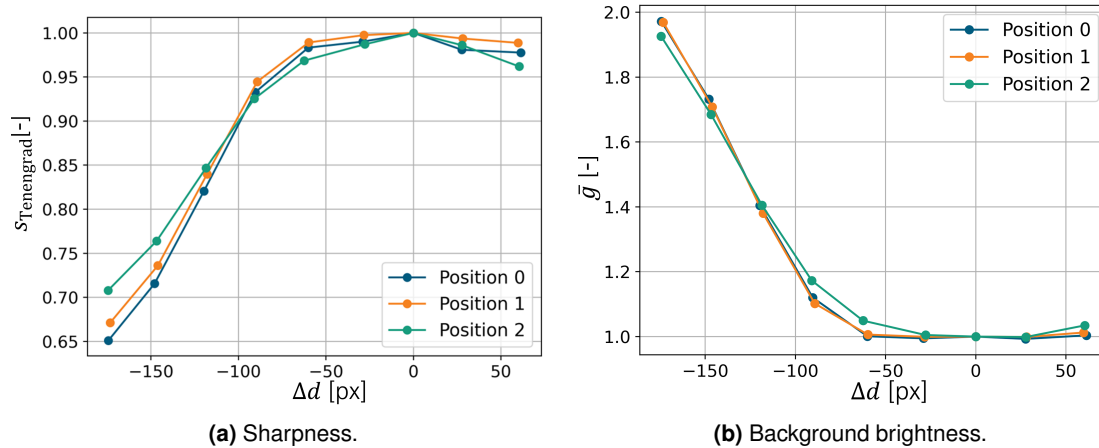 1.00
0.95
0.90
0.85
0.80
0.75
0.70
0.65
s_Tenengrad[-]
Position 0
Position 1
Position 2
−150 −100 −50 0 50
Δd [px]
(a) Sharpness.
2.0
1.8
1.6
1.4
1.2
1.0
ḡ [-]
Position 0
Position 1
Position 2
−150 −100 −50 0 50
Δd [px]
(b) Background brightness.